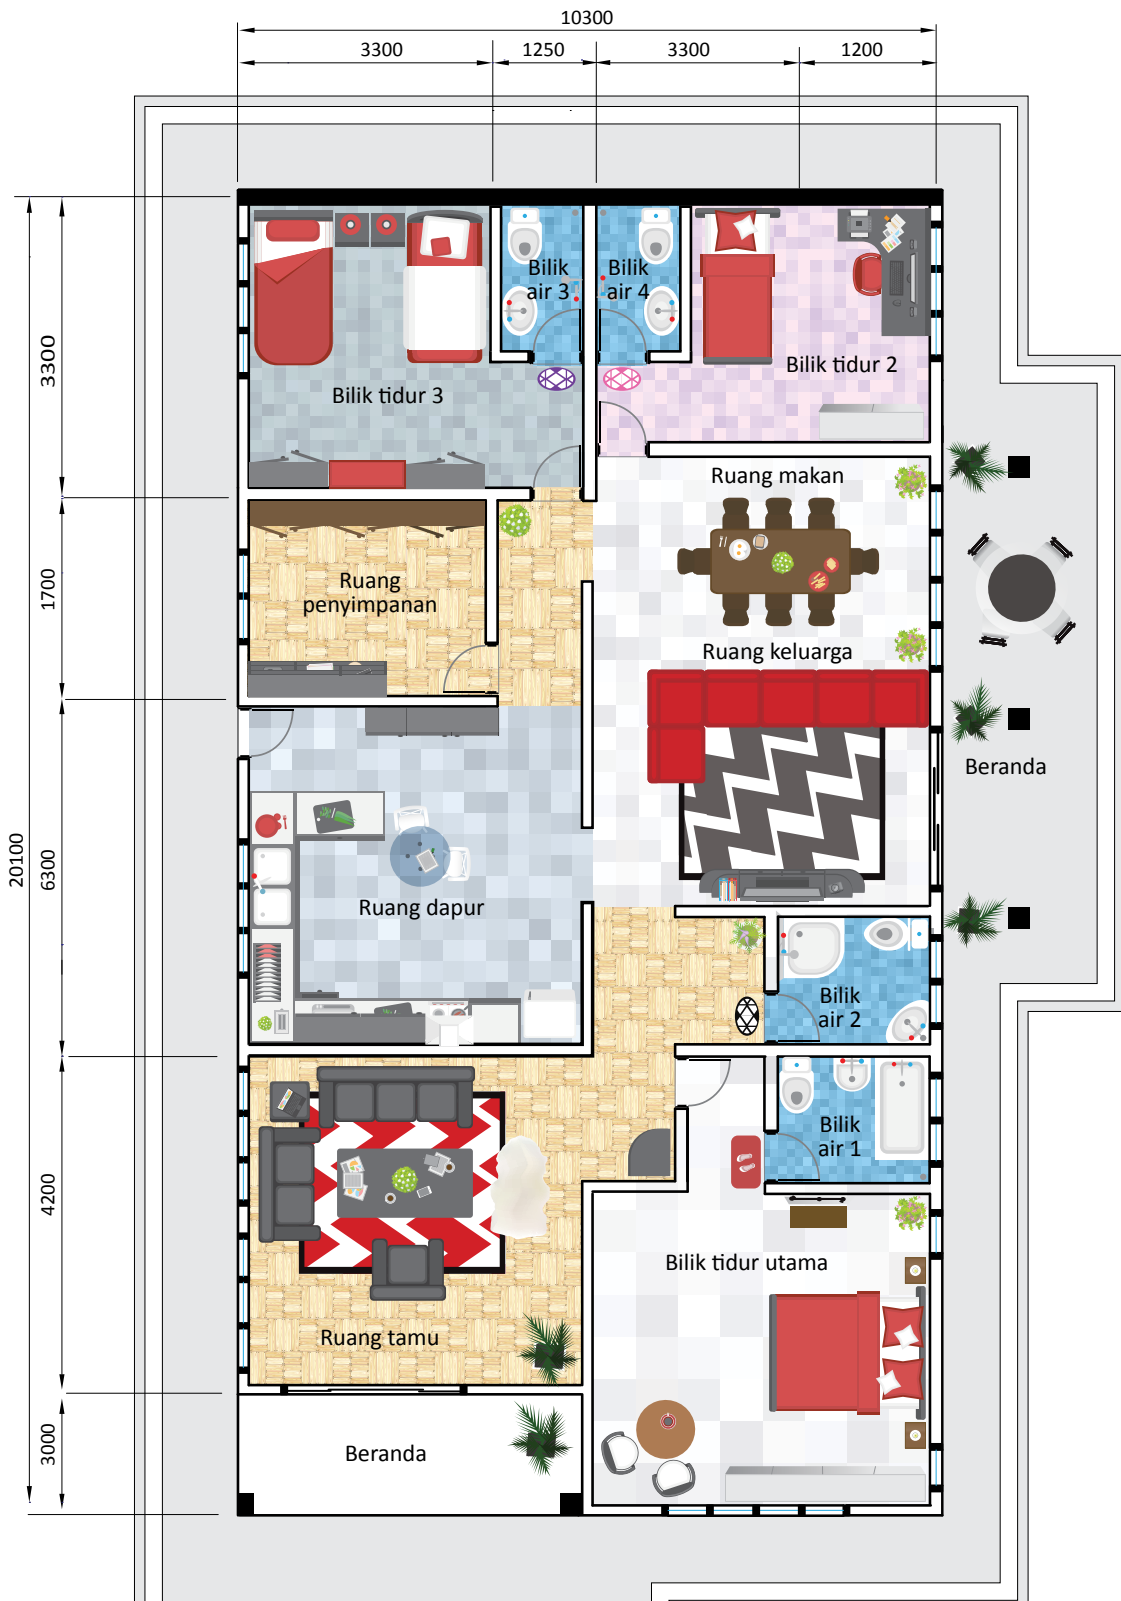 10300
3300
1250
3300
1200
20100
3300
1700
6300
4200
3000
Bilik
air 3
Bilik
air 4
Bilik tidur 3
Bilik tidur 2
Ruang makan
Ruang
penyimpanan
Ruang keluarga
Beranda
Ruang dapur
Bilik
air 2
Bilik
air 1
Bilik tidur utama
Ruang tamu
Beranda